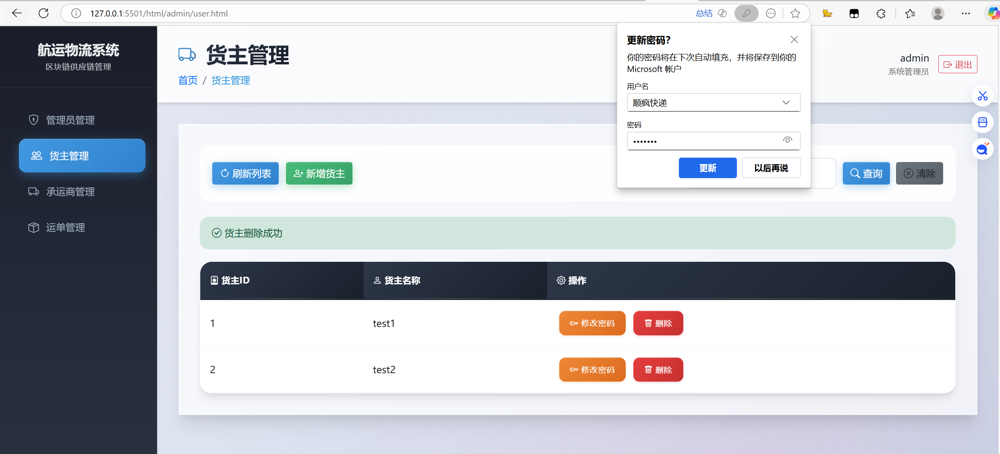 127.0.0.1:5501/html/admin/user.html
总结
航运物流系统
区块链供应链管理
管理员管理
货主管理
承运商管理
运单管理
货主管理
首页 / 货主管理
更新密码?
你的密码将在下次自动填充，并将保存到你的
Microsoft 帐户
用户名
顺疯快递
密码
•••••••
更新
以后再说
admin
系统管理员
退出
刷新列表
新增货主
查询
清除
货主删除成功
货主ID 货主名称 操作
1 test1 修改密码 删除
2 test2 修改密码 删除